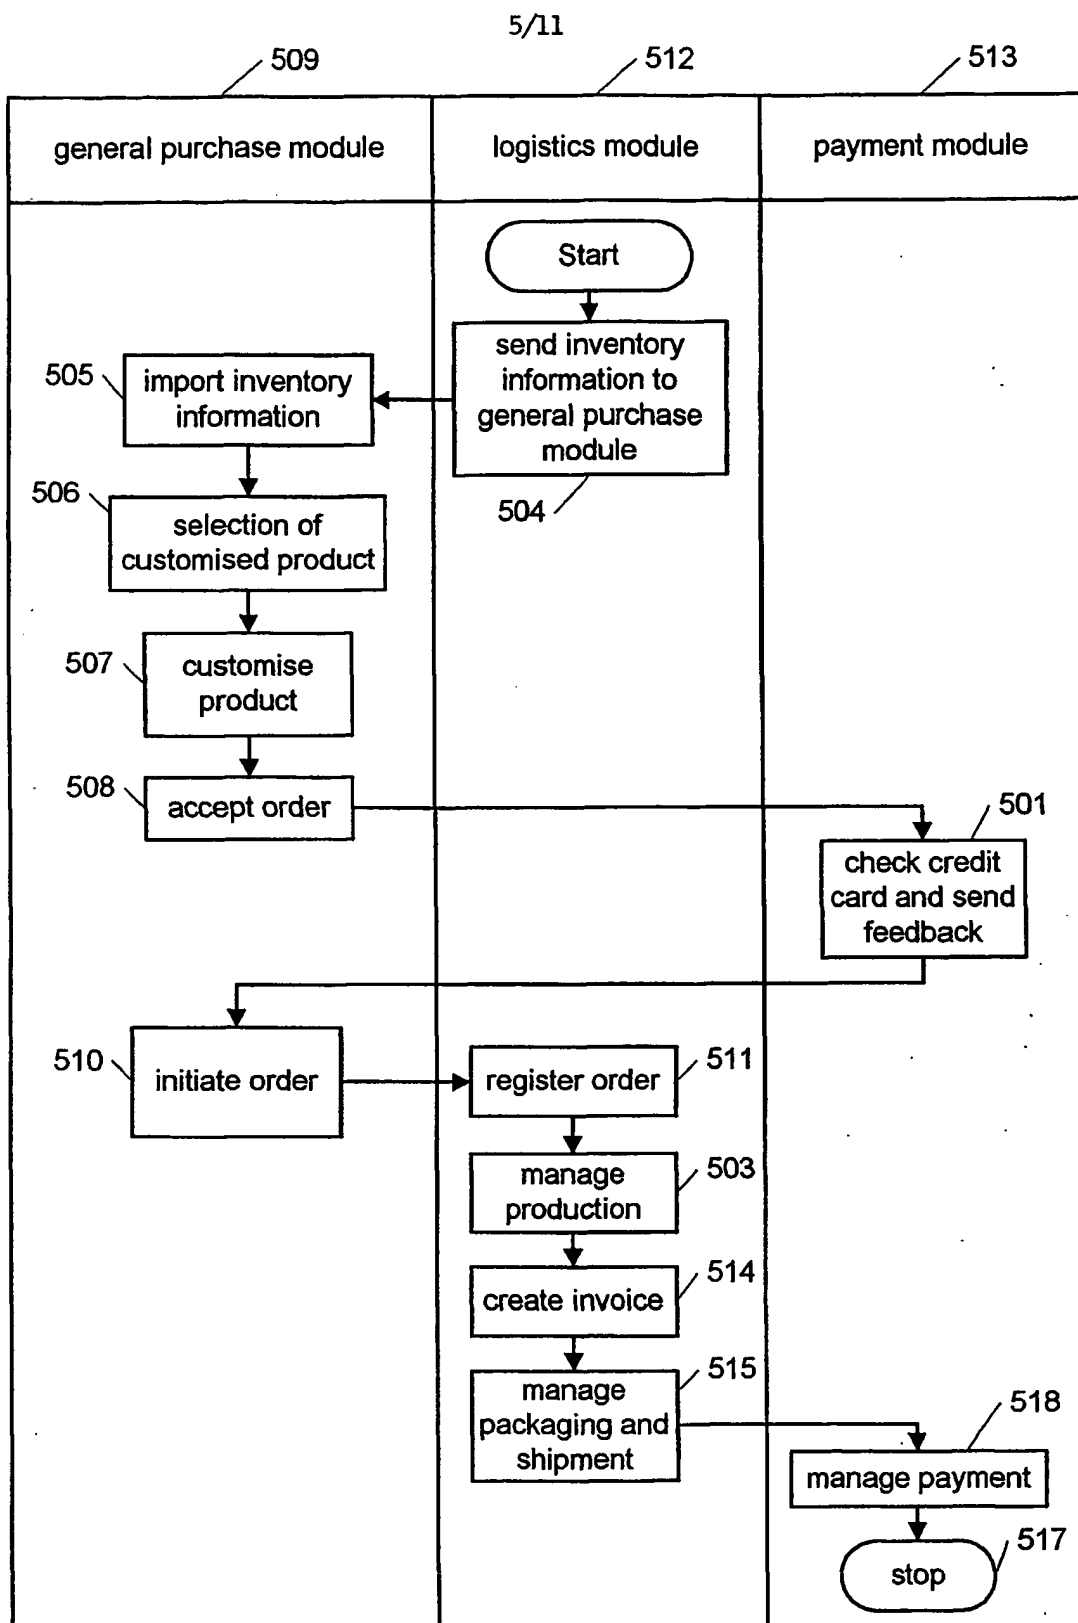 5/11
509
512
513
general purchase module
logistics module
payment module
Start
send inventory
information to
general purchase
module
504
505
import inventory
information
506
selection of
customised product
507
customise
product
508
accept order
501
check credit
card and send
feedback
510
initiate order
register order
511
manage
production
503
create invoice
514
manage
packaging and
shipment
515
518
manage payment
stop
517